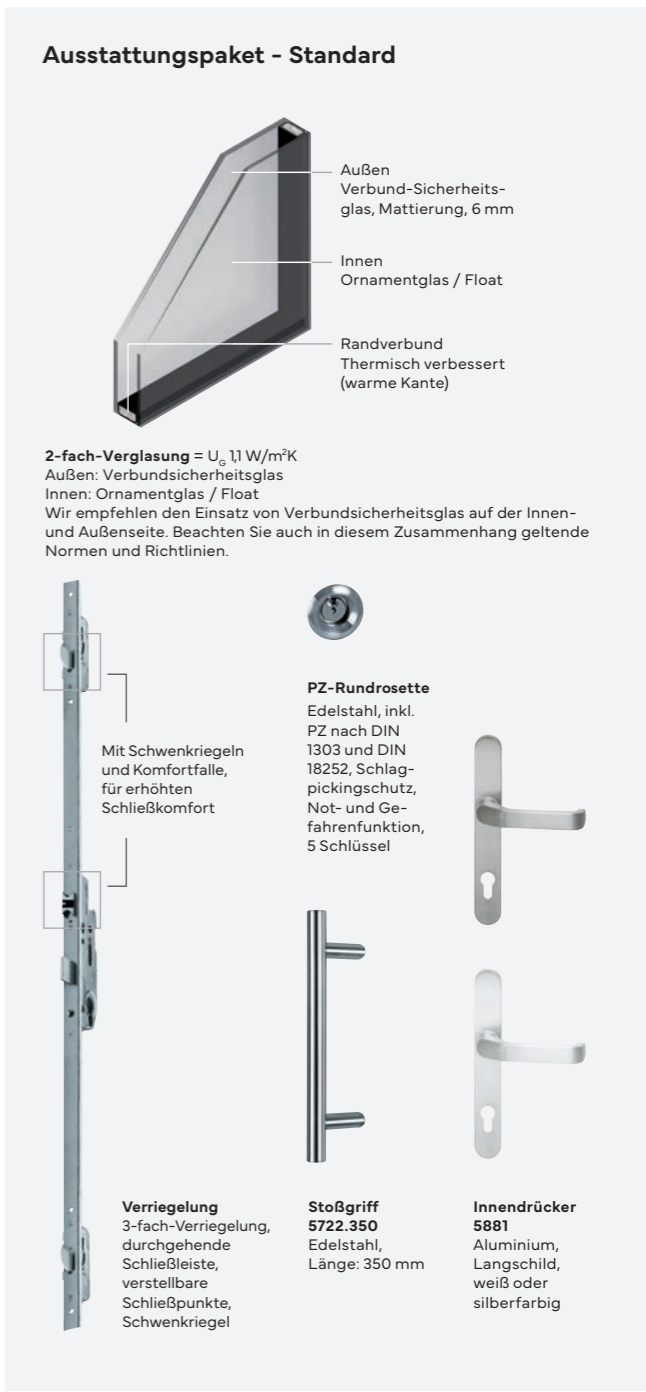 Ausstattungspaket - Standard
Außen
Verbund-Sicherheits-
glas, Mattierung, 6 mm
Innen
Ornamentglas / Float
Randverbund
Thermisch verbessert
(warme Kante)
2-fach-Verglasung = UG 1,1 W/m²K
Außen: Verbundsicherheitsglas
Innen: Ornamentglas / Float
Wir empfehlen den Einsatz von Verbundsicherheitsglas auf der Innen-
und Außenseite. Beachten Sie auch in diesem Zusammenhang geltende
Normen und Richtlinien.
Mit Schwenkriegeln
und Komfortfalle,
für erhöhten
Schließkomfort
PZ-Rundrosette
Edelstahl, inkl.
PZ nach DIN
1303 und DIN
18252, Schlag-
pickingschutz,
Not- und Ge-
fahrenfunktion,
5 Schlüssel
Verriegelung
3-fach-Verriegelung,
durchgehende
Schließleiste,
verstellbare
Schließpunkte,
Schwenkriegel
Stoßgriff
5722.350
Edelstahl,
Länge: 350 mm
Innendrücker
5881
Aluminium,
Langschild,
weiß oder
silberfarbig